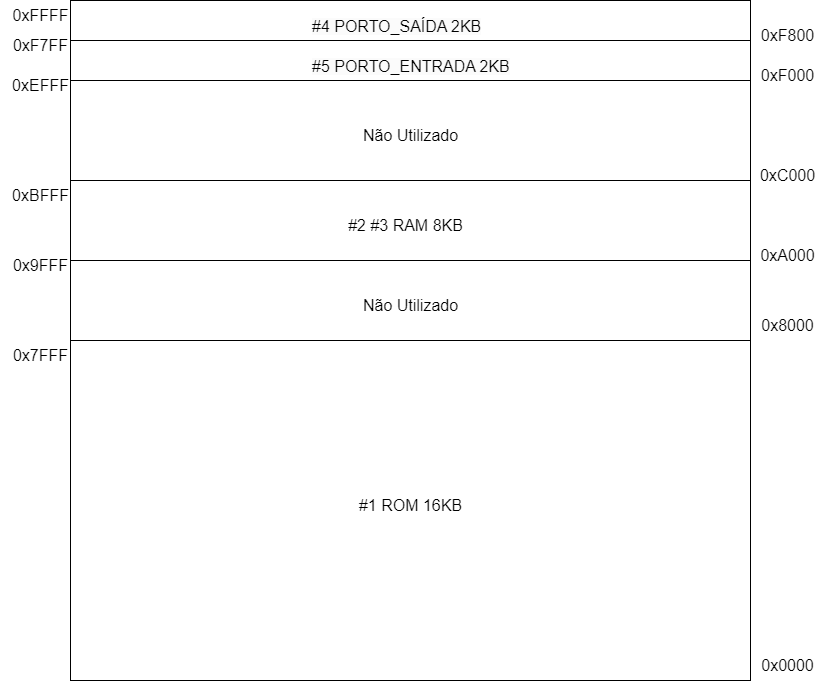 0xFFFF
#4 PORTO_SAÍDA 2KB
0xF800
0xF7FF
#5 PORTO_ENTRADA 2KB
0xF000
0xEFFF
Não Utilizado
0xC000
0xBFFF
#2 #3 RAM 8KB
0xA000
0x9FFF
Não Utilizado
0x8000
0x7FFF
#1 ROM 16KB
0x0000